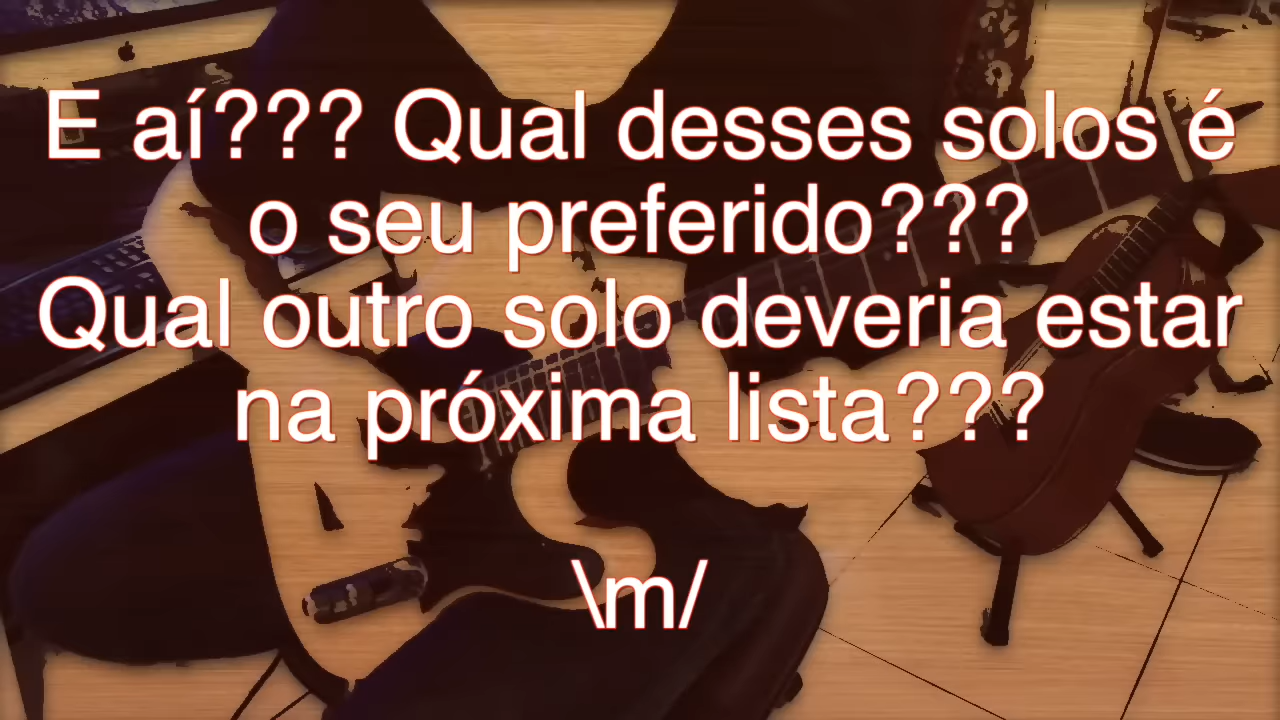 E aí??? Qual desses solos é
o seu preferido???
Qual outro solo deveria estar
na próxima lista???
\m/